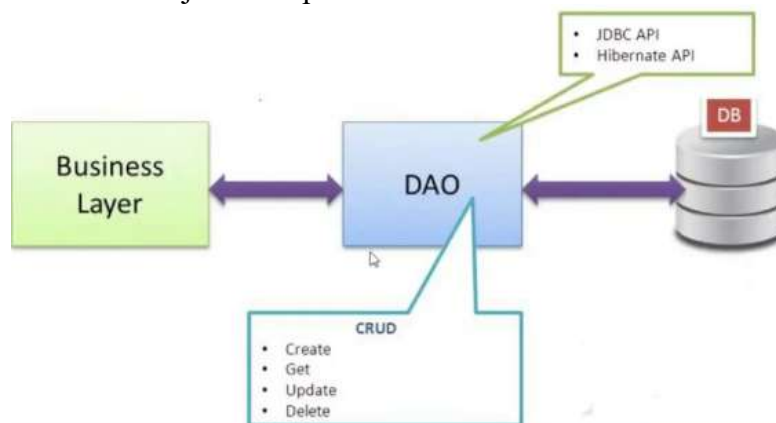 • JDBC API
• Hibernate API
DB
Business
Layer
DAO
CRUD
• Create
• Get
• Update
• Delete